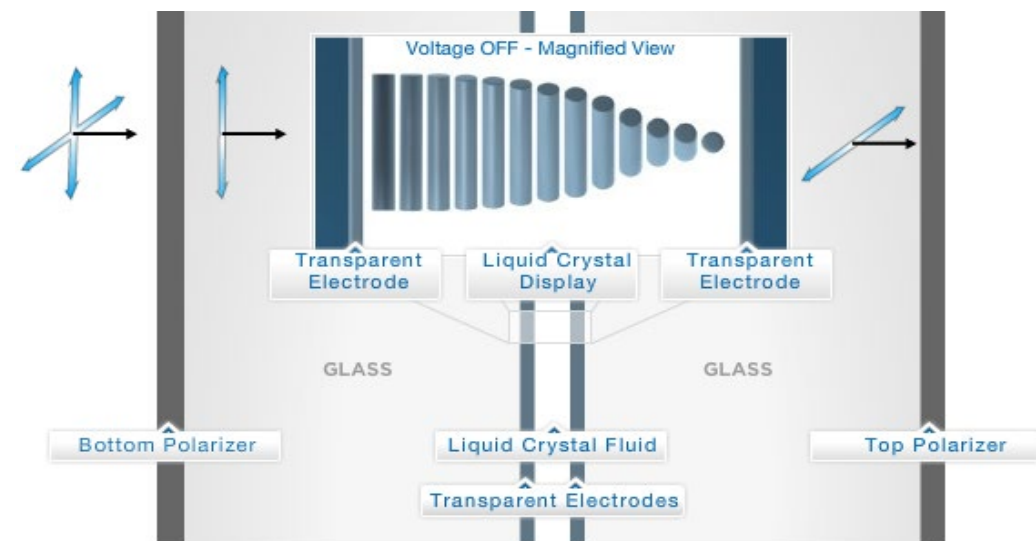 Voltage OFF - Magnified View
Transparent
Electrode
Liquid Crystal
Display
Transparent
Electrode
GLASS
GLASS
Bottom Polarizer
Liquid Crystal Fluid
Top Polarizer
Transparent Electrodes